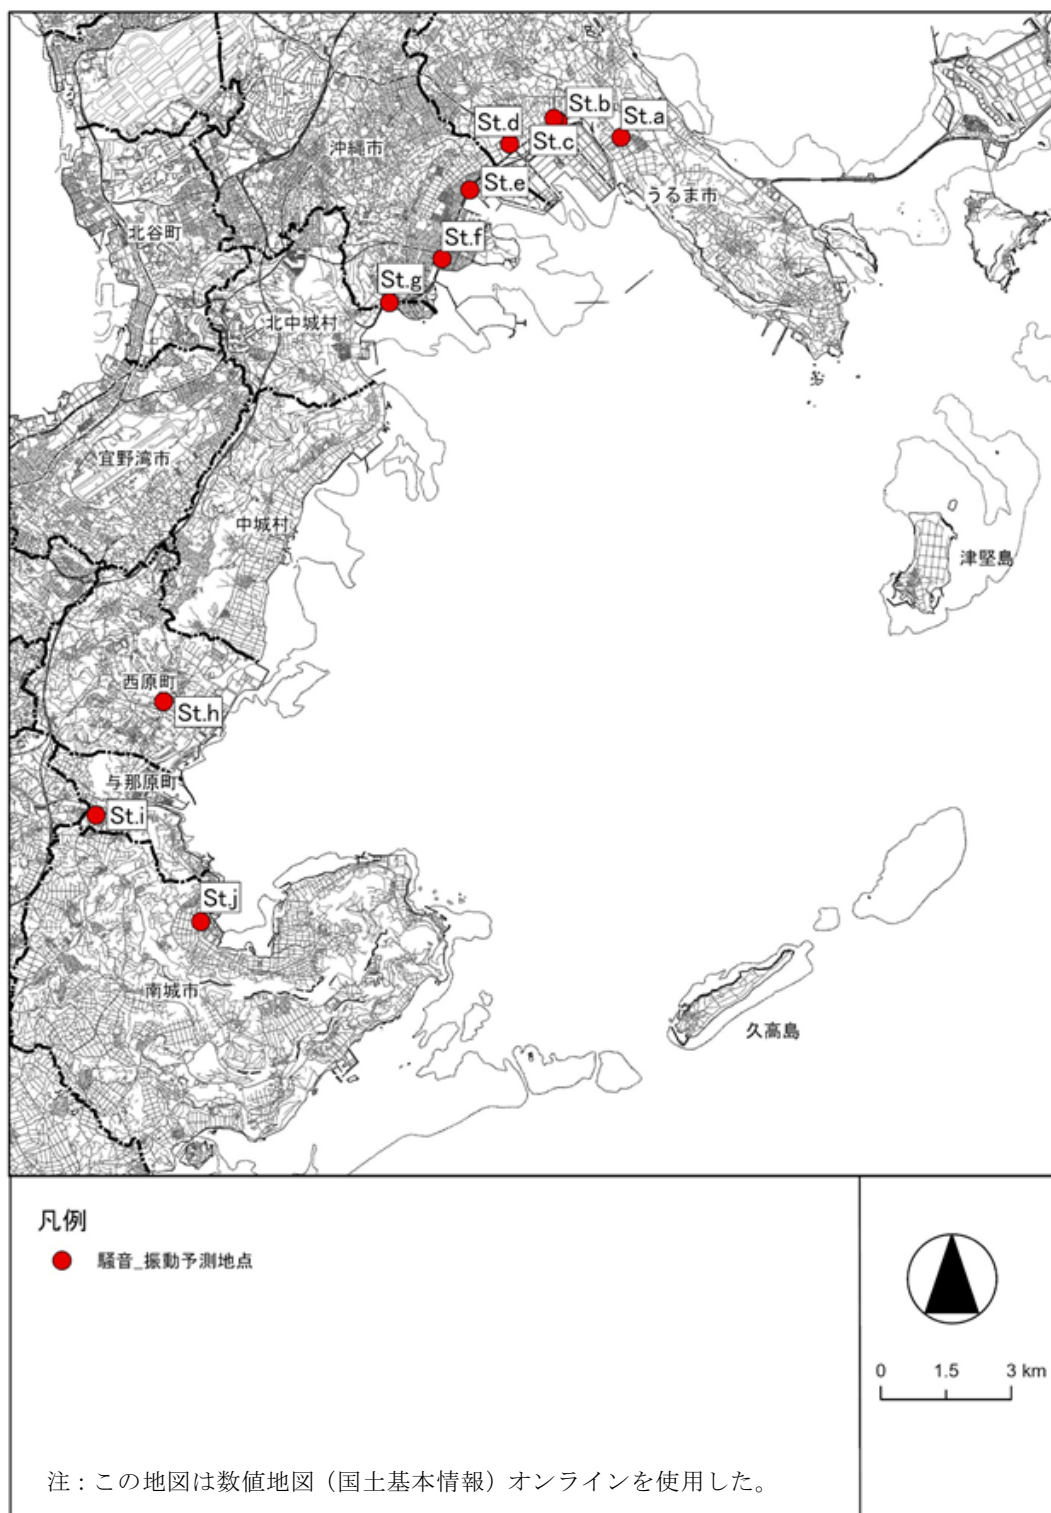 St.b
St.d
St.a
St.c
沖縄市
St.e
うるま市
北谷町
St.f
St.g
北中城村
宜野湾市
中城村
津堅島
西原町
St.h
与那原町
St.i
St.j
南城市
久高島
凡例
騒音_振動予測地点
0 1.5 3 km
注：この地図は数値地図（国土基本情報）オンラインを使用した。